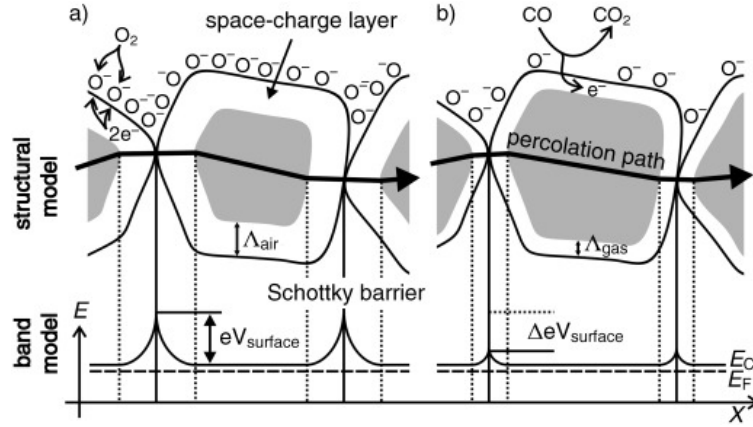 a)
space-charge layer
O₂
O⁻ O⁻ O⁻ O⁻ O⁻ O⁻ ⁻O O⁻ O⁻ O⁻ O⁻ O⁻ O⁻ O⁻ O⁻ ⁻O O⁻
2e⁻
Λair
structural model
b)
CO CO₂
O⁻ O⁻ ⁻O O⁻ O⁻ O⁻ ⁻O O⁻
e⁻
percolation path
Λgas
Schottky barrier
band model
E
eVsurface
ΔeVsurface
EC
EF
X